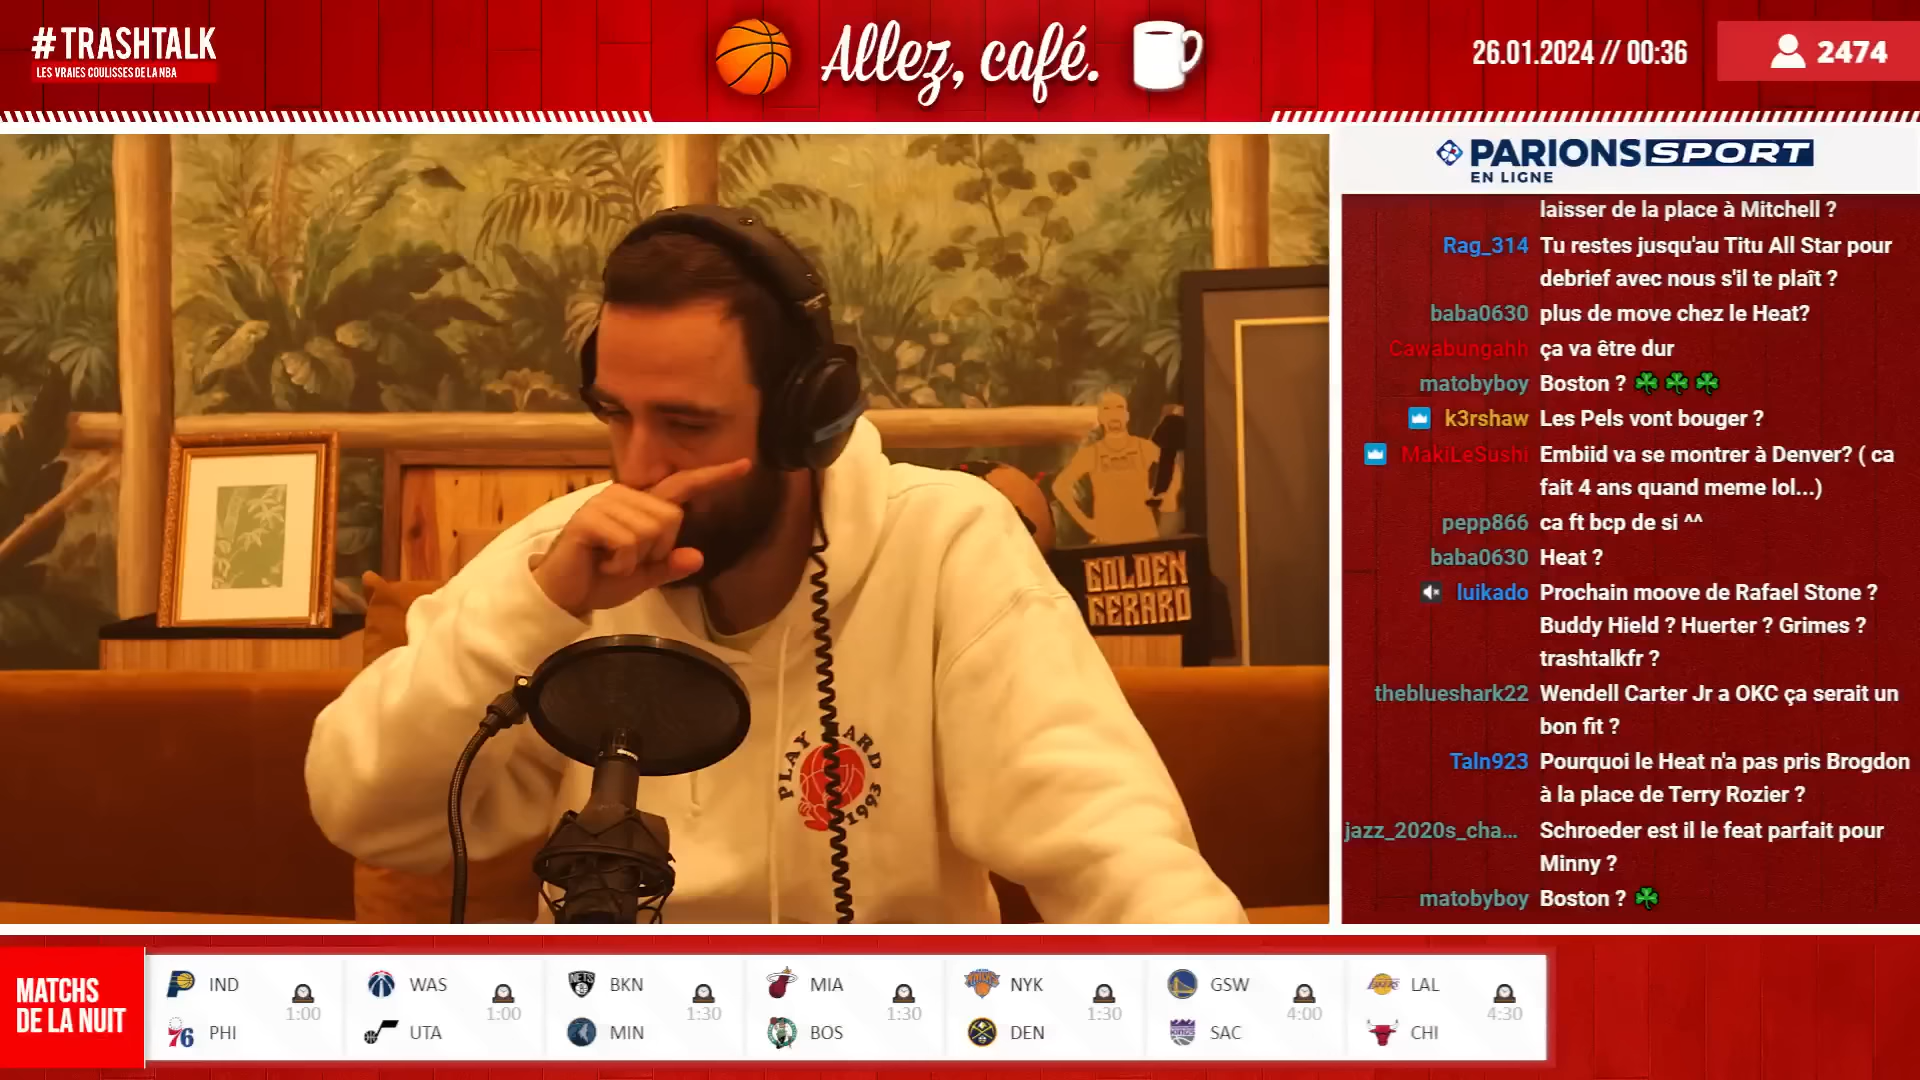 #TRASHTALK
LES VRAIES COULISSES DE LA NBA
Allez, café.
26.01.2024 // 00:36
2474
PARIONS SPORT
EN LIGNE
laisser de la place à Mitchell ?
Rag_314 Tu restes jusqu'au Titu All Star pour
debrief avec nous s'il te plaît ?
baba0630 plus de move chez le Heat?
Cawabungahh ça va être dur
matobyboy Boston ? ☘️ ☘️ ☘️
k3rshaw Les Pels vont bouger ?
MakiLeSushi Embiid va se montrer à Denver? ( ca
fait 4 ans quand meme lol...)
pepp866 ca ft bcp de si ^^
baba0630 Heat ?
luikado Prochain moove de Rafael Stone ?
Buddy Hield ? Huerter ? Grimes ?
trashtalkfr ?
theblueshark22 Wendell Carter Jr a OKC ça serait un
bon fit ?
Taln923 Pourquoi le Heat n'a pas pris Brogdon
à la place de Terry Rozier ?
jazz_2020s_cha... Schroeder est il le feat parfait pour
Minny ?
matobyboy Boston ? ☘️
GOLDEN
GERARD
PLAY HARD
1993
MATCHS
DE LA NUIT
IND
PHI
1:00
WAS
UTA
1:00
NETS
BKN
MIN
1:30
MIA
BOS
1:30
NYK
DEN
1:30
GSW
SAC
4:00
LAL
CHI
4:30